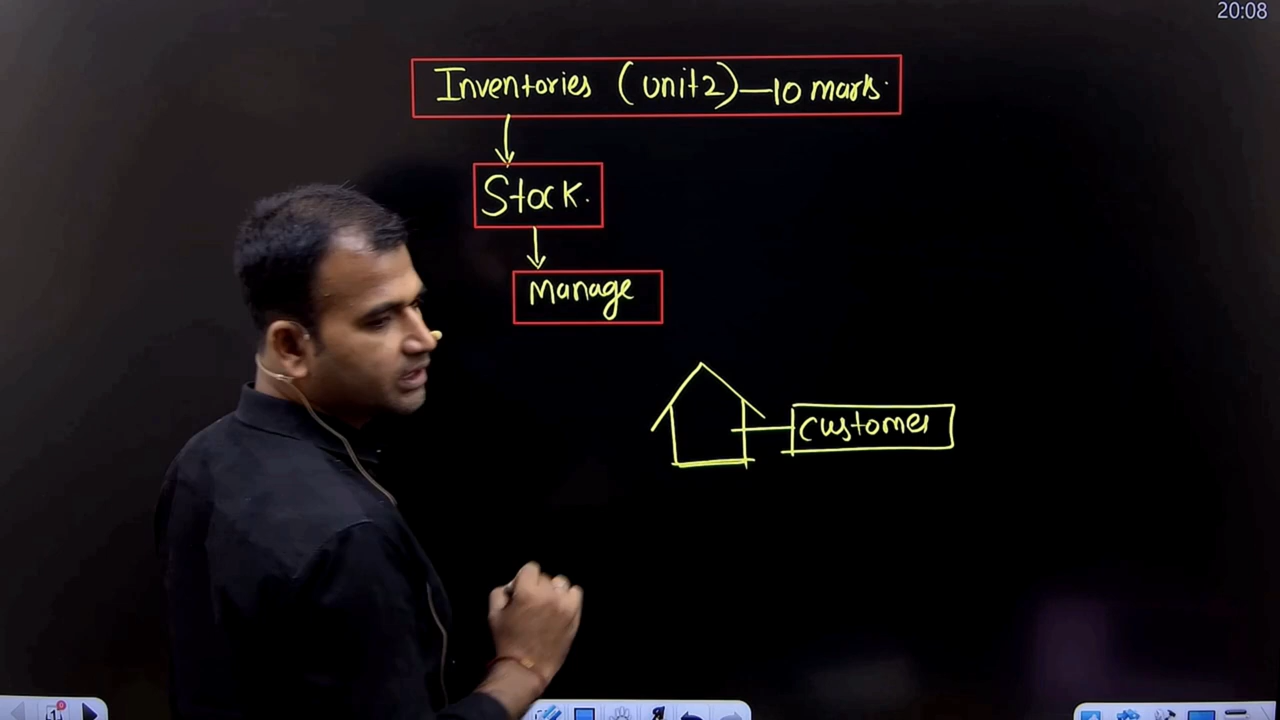 20:08
Inventories (unit2)—10 marks.
Stock.
Manage
customer